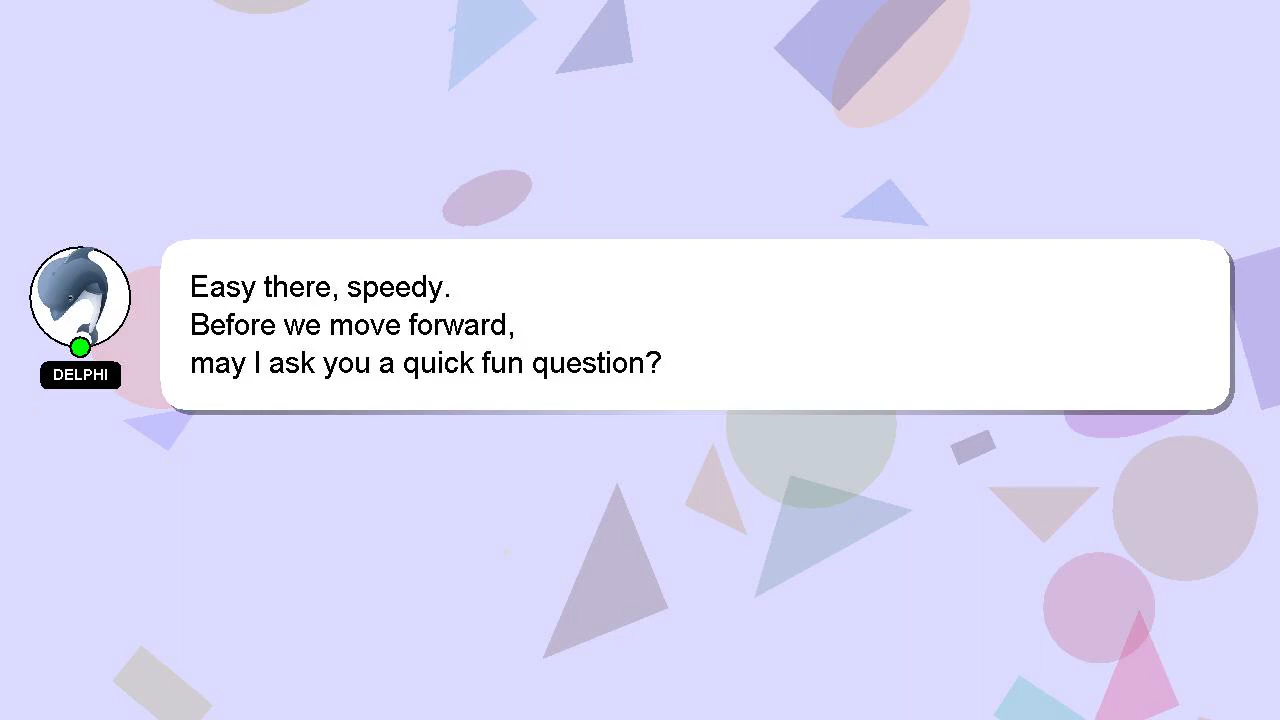 Easy there, speedy.
Before we move forward,
may I ask you a quick fun question?
DELPHI